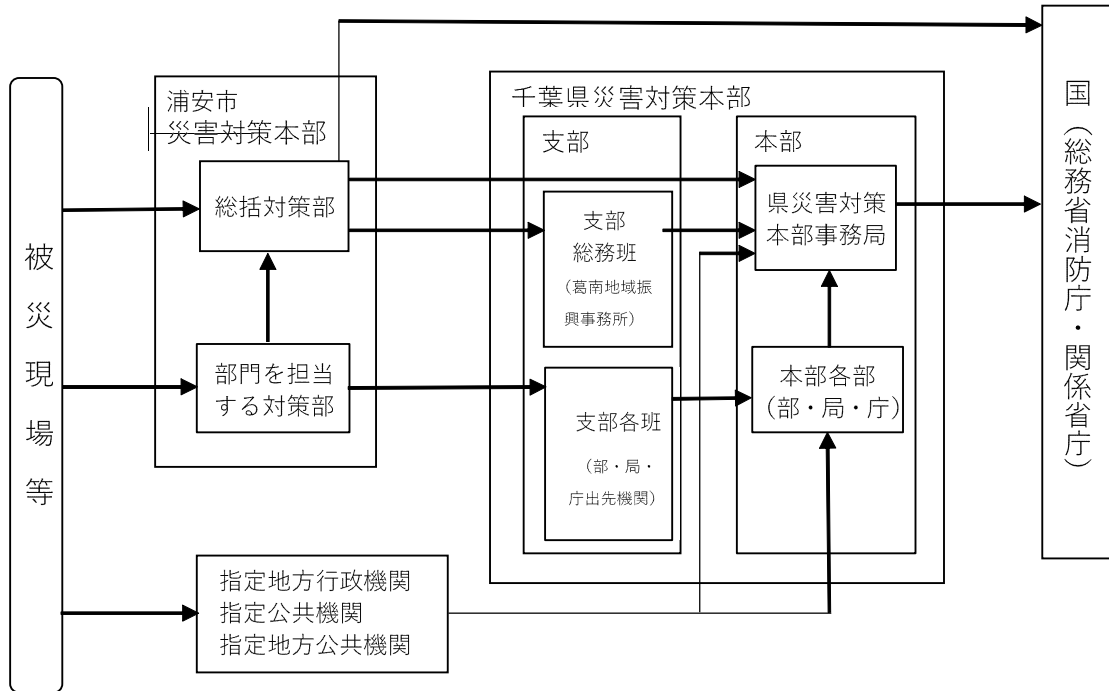 被災現場等
浦安市
災害対策本部
総括対策部
部門を担当
する対策部
指定地方行政機関
指定公共機関
指定地方公共機関
千葉県災害対策本部
支部
支部
総務班
（葛南地域振
興事務所）
支部各班
（部・局・
庁出先機関）
本部
県災害対策
本部事務局
本部各部
（部・局・庁）
国（総務省消防庁・関係省庁）